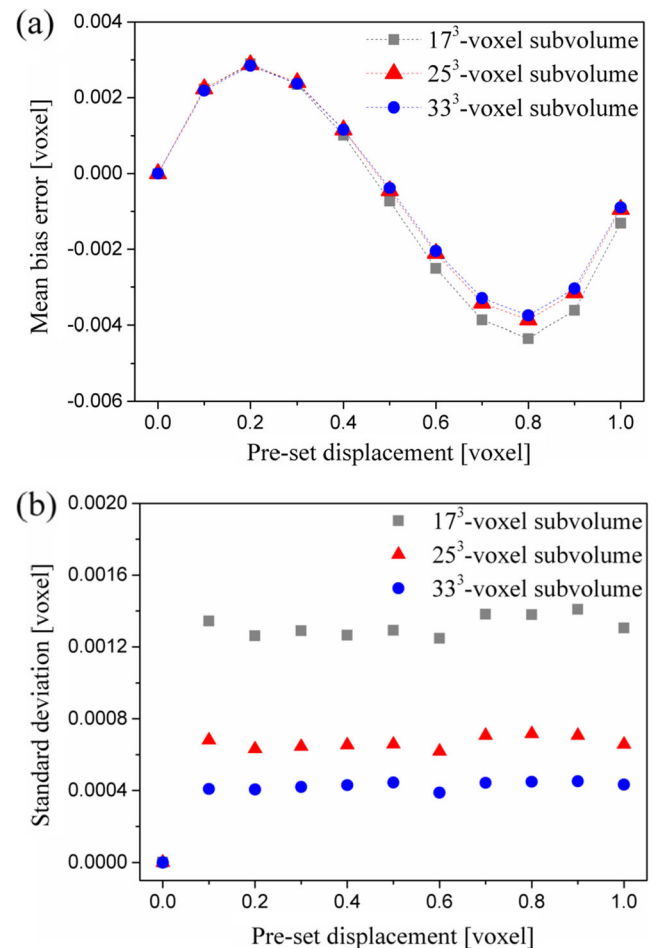 (a)
17³-voxel subvolume
25³-voxel subvolume
33³-voxel subvolume
0.004
0.002
0.000
-0.002
-0.004
-0.006
Mean bias error [voxel]
0.0 0.2 0.4 0.6 0.8 1.0
Pre-set displacement [voxel]
(b)
17³-voxel subvolume
25³-voxel subvolume
33³-voxel subvolume
0.0020
0.0016
0.0012
0.0008
0.0004
0.0000
Standard deviation [voxel]
0.0 0.2 0.4 0.6 0.8 1.0
Pre-set displacement [voxel]